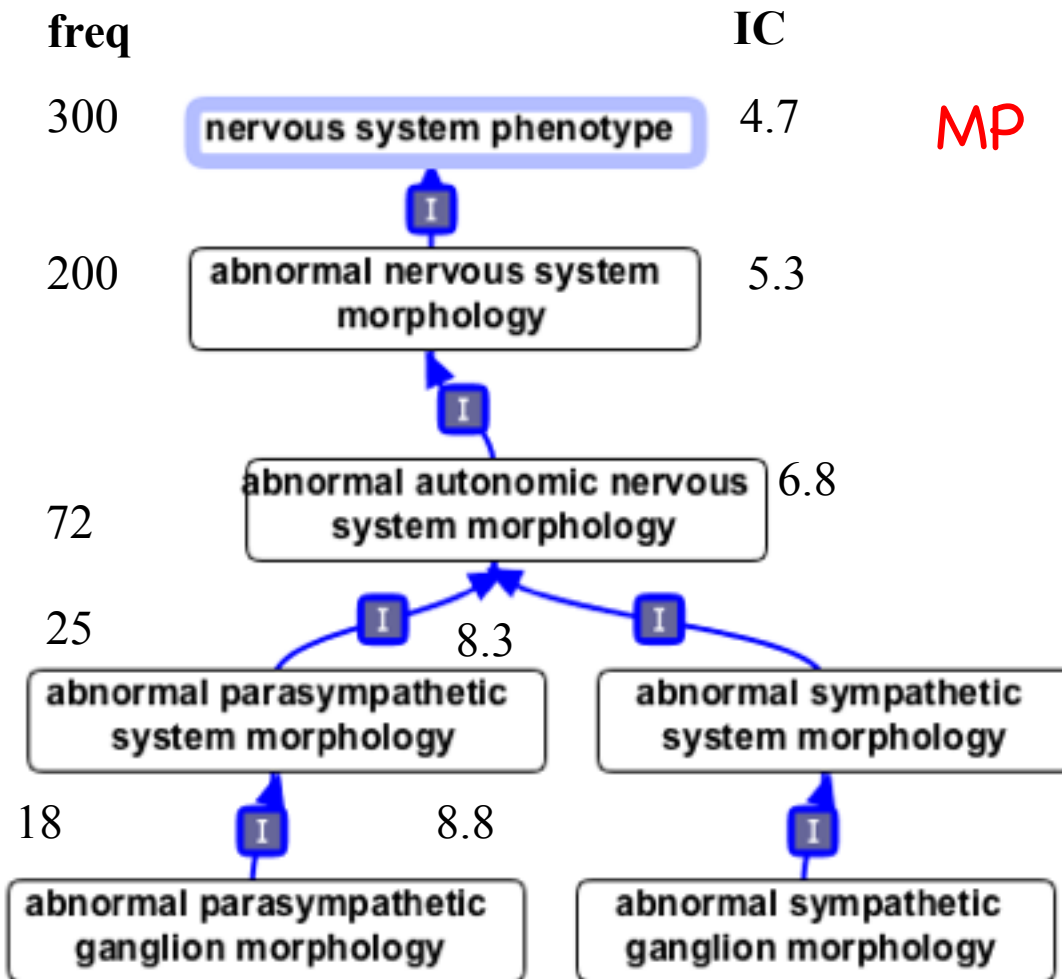 freq
IC
300
nervous system phenotype
4.7
MP
I
200
abnormal nervous system
morphology
5.3
I
abnormal autonomic nervous
system morphology
6.8
72
I
I
25
8.3
abnormal parasympathetic
system morphology
abnormal sympathetic
system morphology
18
I
8.8
I
abnormal parasympathetic
ganglion morphology
abnormal sympathetic
ganglion morphology